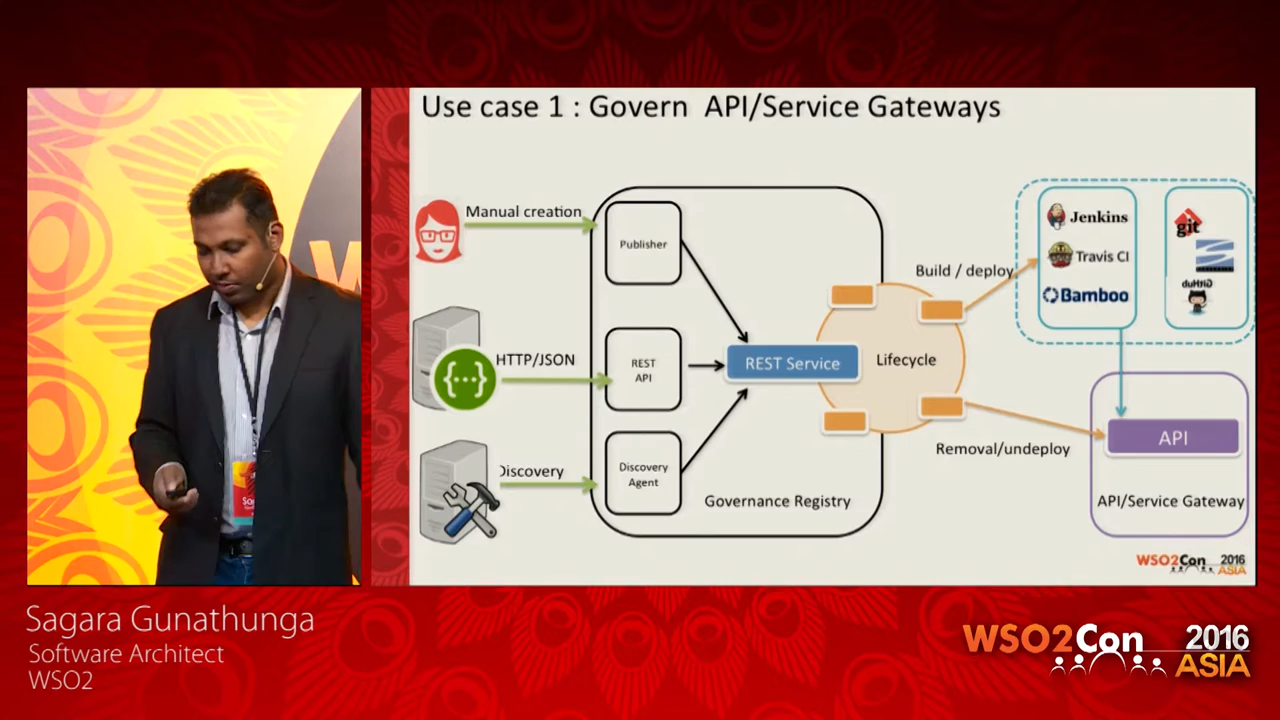 Use case 1 : Govern API/Service Gateways
Manual creation
Publisher
HTTP/JSON
{···}
REST
API
Discovery
Discovery
Agent
REST Service
Lifecycle
Governance Registry
Build / deploy
Jenkins
Travis CI
Bamboo
git
GitHub
Removal/undeploy
API
API/Service Gateway
WSO2Con 2016
ASIA
Sagara Gunathunga
Software Architect
WSO2
WSO2Con 2016
ASIA